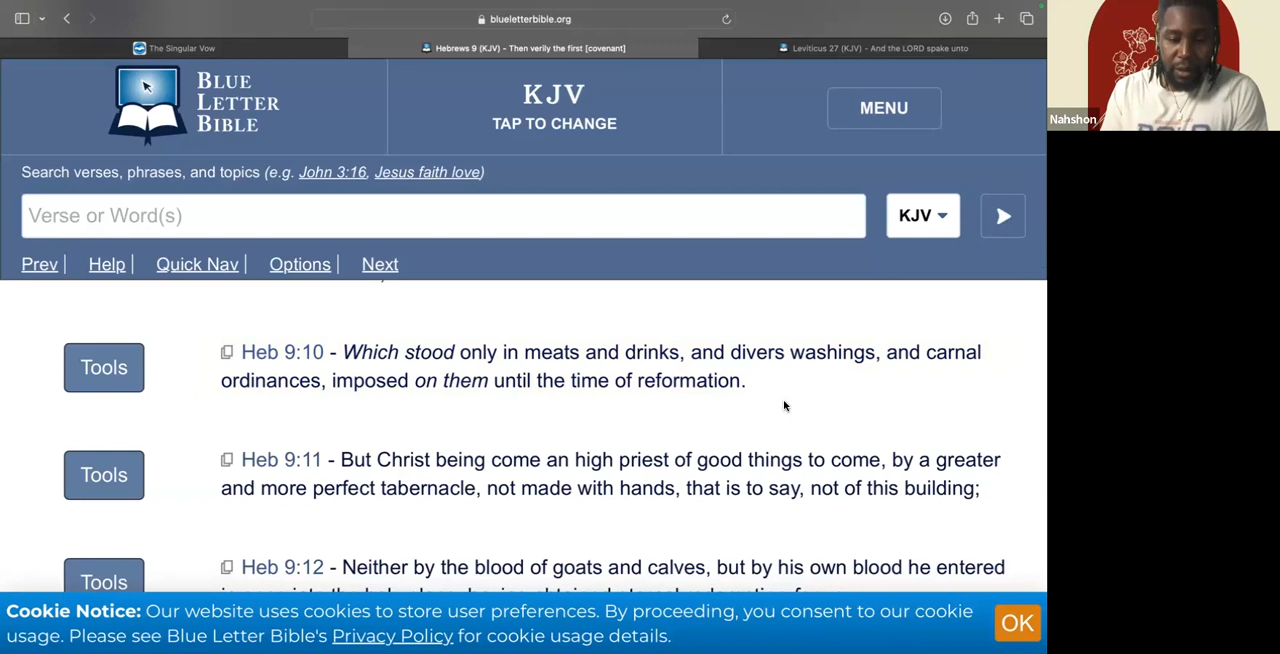 blueletterbible.org
The Singular Vow
Hebrews 9 (KJV) - Then verily the first [covenant]
Leviticus 27 (KJV) - And the LORD spake unto
BLUE
LETTER
BIBLE
KJV
TAP TO CHANGE
MENU
Nahshon
Search verses, phrases, and topics (e.g. John 3:16, Jesus faith love)
Verse or Word(s)
KJV
Prev | Help | Quick Nav | Options | Next
Tools
Heb 9:10 - Which stood only in meats and drinks, and divers washings, and carnal
ordinances, imposed on them until the time of reformation.
Tools
Heb 9:11 - But Christ being come an high priest of good things to come, by a greater
and more perfect tabernacle, not made with hands, that is to say, not of this building;
Tools
Heb 9:12 - Neither by the blood of goats and calves, but by his own blood he entered
Cookie Notice: Our website uses cookies to store user preferences. By proceeding, you consent to our cookie
usage. Please see Blue Letter Bible's Privacy Policy for cookie usage details.
OK